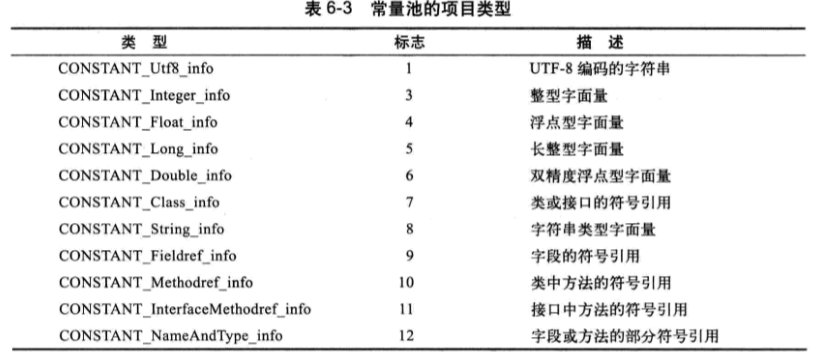 表 6-3 常量池的项目类型
类 型 标志 描 述
CONSTANT_Utf8_info 1 UTF-8 编码的字符串
CONSTANT_Integer_info 3 整型字面量
CONSTANT_Float_info 4 浮点型字面量
CONSTANT_Long_info 5 长整型字面量
CONSTANT_Double_info 6 双精度浮点型字面量
CONSTANT_Class_info 7 类或接口的符号引用
CONSTANT_String_info 8 字符串类型字面量
CONSTANT_Fieldref_info 9 字段的符号引用
CONSTANT_Methodref_info 10 类中方法的符号引用
CONSTANT_InterfaceMethodref_info 11 接口中方法的符号引用
CONSTANT_NameAndType_info 12 字段或方法的部分符号引用